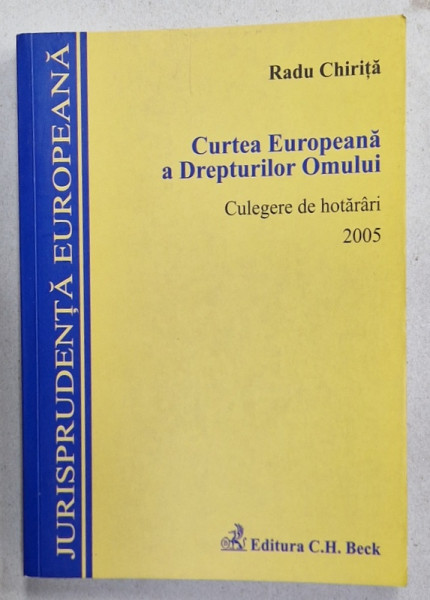 JURISPRUDENȚĂ EUROPEANĂ
Radu Chiriță
Curtea Europeană
a Drepturilor Omului
Culegere de hotărâri
2005
Editura C.H. Beck